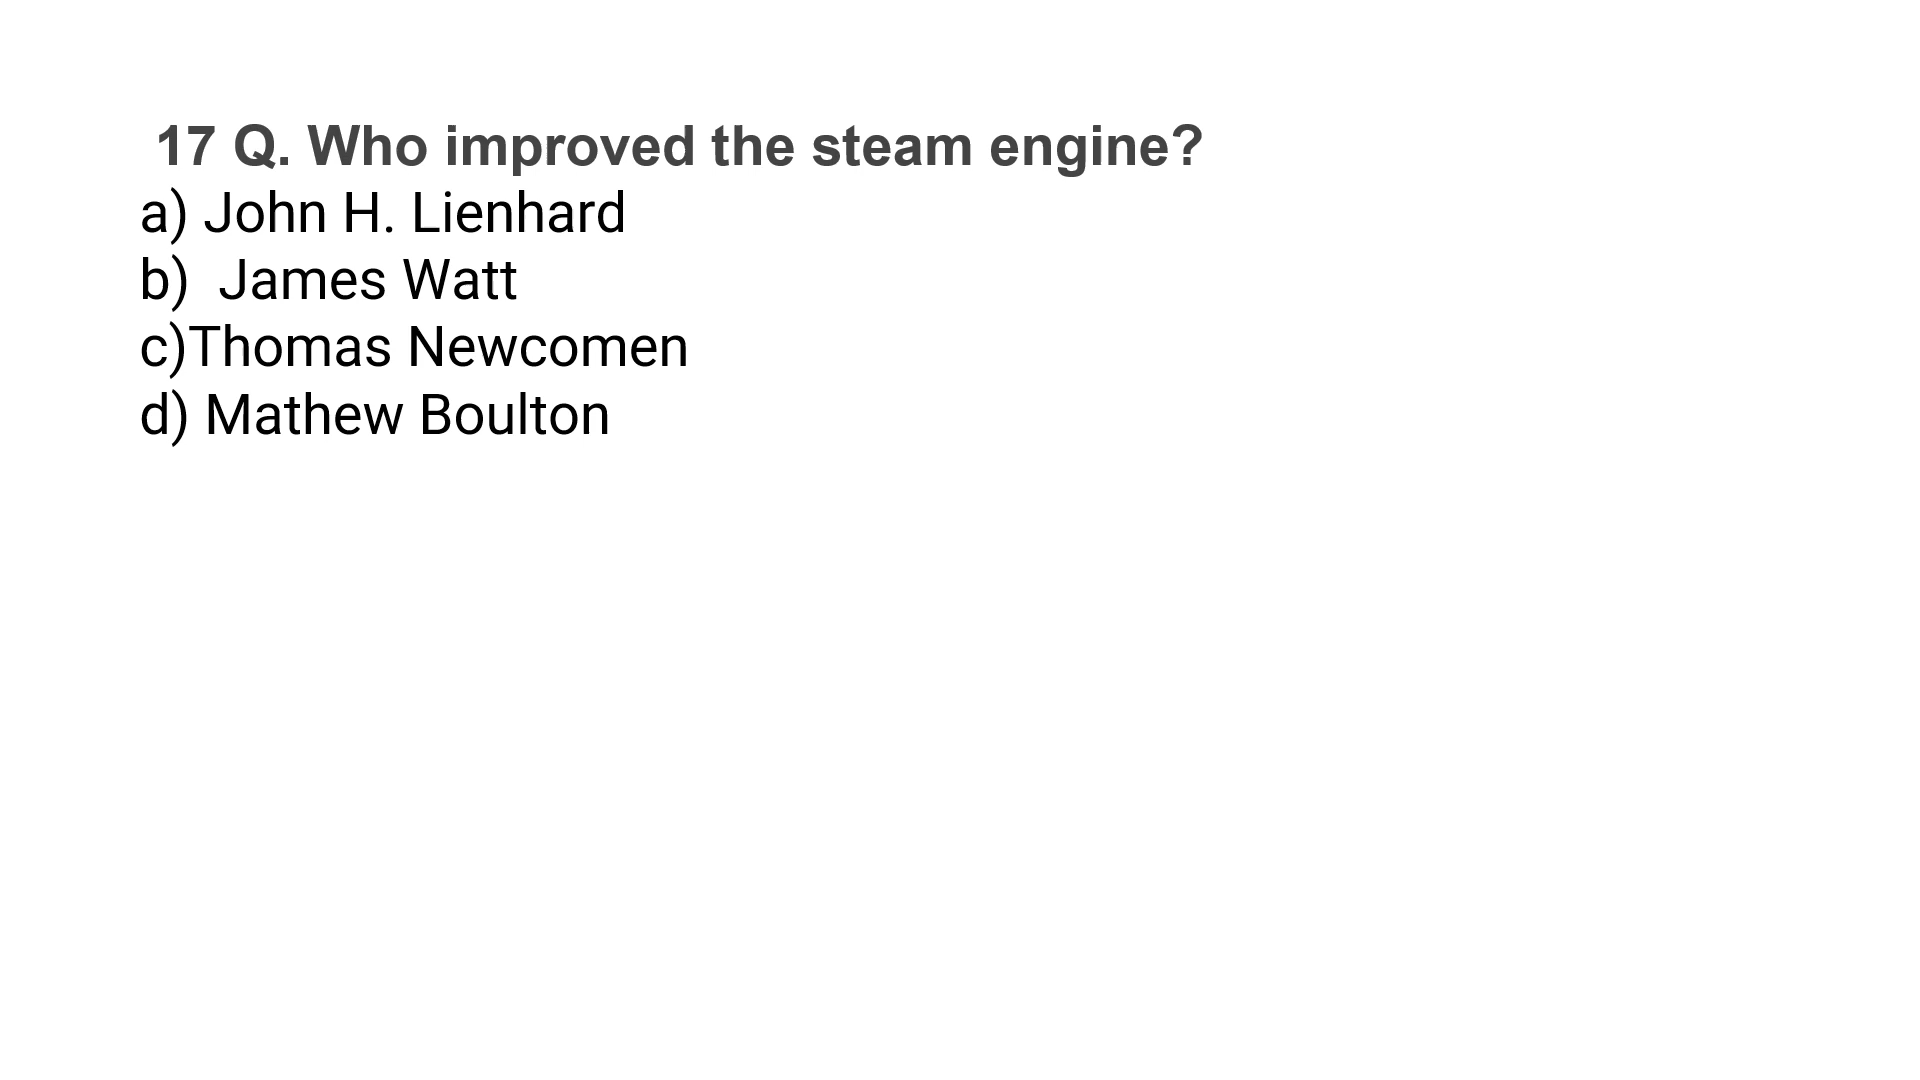 17 Q. Who improved the steam engine?
a) John H. Lienhard
b)  James Watt
c)Thomas Newcomen
d) Mathew Boulton